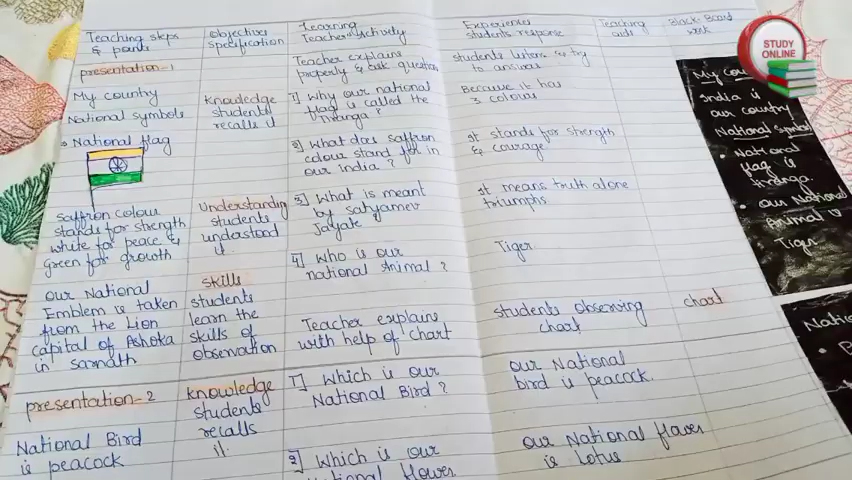 Teaching steps
& points
presentation-1
My country
National symbols
National flag
Saffron colour
stands for strength
white for peace &
Green for growth
our National
Emblem is taken
from the Lion
capital of Ashoka
in sarnath
presentation-2
National Bird
is peacock
Objectives
specification
knowledge
students
recalls it
Understanding
students
understood
it
skills
students
learn the
skills of
observation
knowledge
students
recalls
it.
Learning
Teacher Activity
Teacher explains
properly & ask question
1] Why our national
flag is called the
Tiranga?
2] What does saffron
colour stand for in
our india?
3] What is meant
by satyamev
Jayate
4] Who is our
national Animal?
Teacher explains
with help of chart
1] Which is our
National Bird?
2] Which is our
National flower
Experiences
students response
students listens & try
to answer
Because it has
3 colours
It stands for strength
& courage
It means truth alone
triumphs
Tiger
students observing
chart
our National
bird is peacock.
our National flower
is Lotus
Teaching
aids
chart
Black-Board
work
My Cou
India is
our country
National Symbols
• National
flag is
tiranga
• Our National
Animal is
Tiger
Natio
STUDY
ONLINE